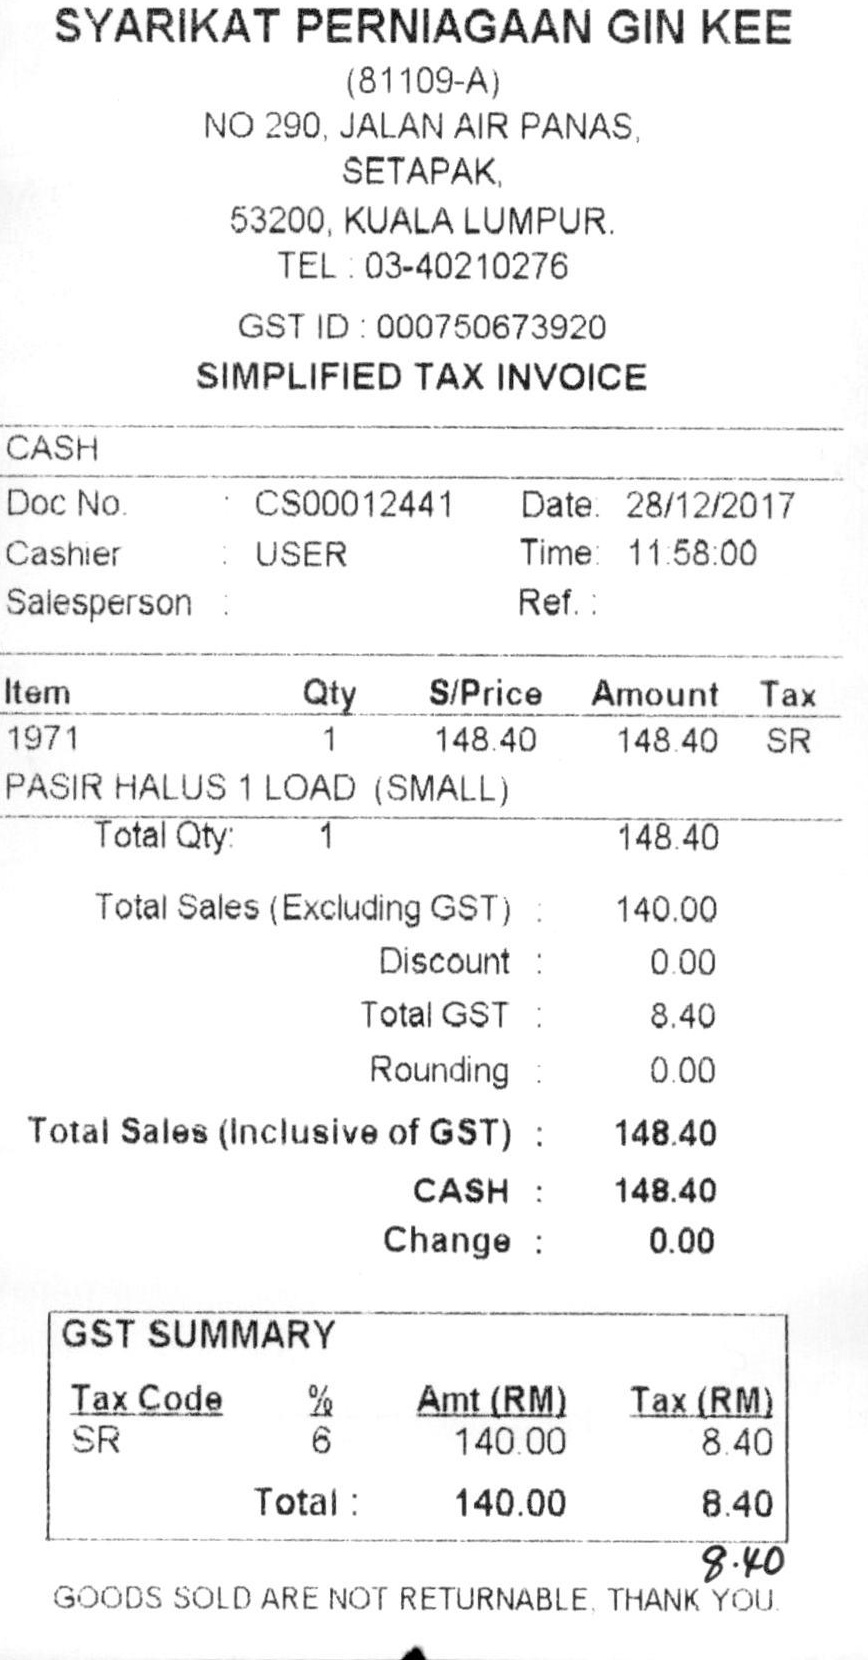 SYARIKAT PERNIAGAAN GIN KEE
(81109-A)
NO 290, JALAN AIR PANAS,
SETAPAK,
53200, KUALA LUMPUR.
TEL : 03-40210276
GST ID : 000750673920
SIMPLIFIED TAX INVOICE
CASH
Doc No. : CS00012441 Date: 28/12/2017
Cashier : USER Time: 11:58:00
Salesperson : Ref. :
Item Qty S/Price Amount Tax
1971 1 148.40 148.40 SR
PASIR HALUS 1 LOAD (SMALL)
Total Qty: 1 148.40
Total Sales (Excluding GST) : 140.00
Discount : 0.00
Total GST : 8.40
Rounding : 0.00
Total Sales (Inclusive of GST) : 148.40
CASH : 148.40
Change : 0.00
GST SUMMARY
Tax Code % Amt (RM) Tax (RM)
SR 6 140.00 8.40
Total : 140.00 8.40
8.40
GOODS SOLD ARE NOT RETURNABLE, THANK YOU.